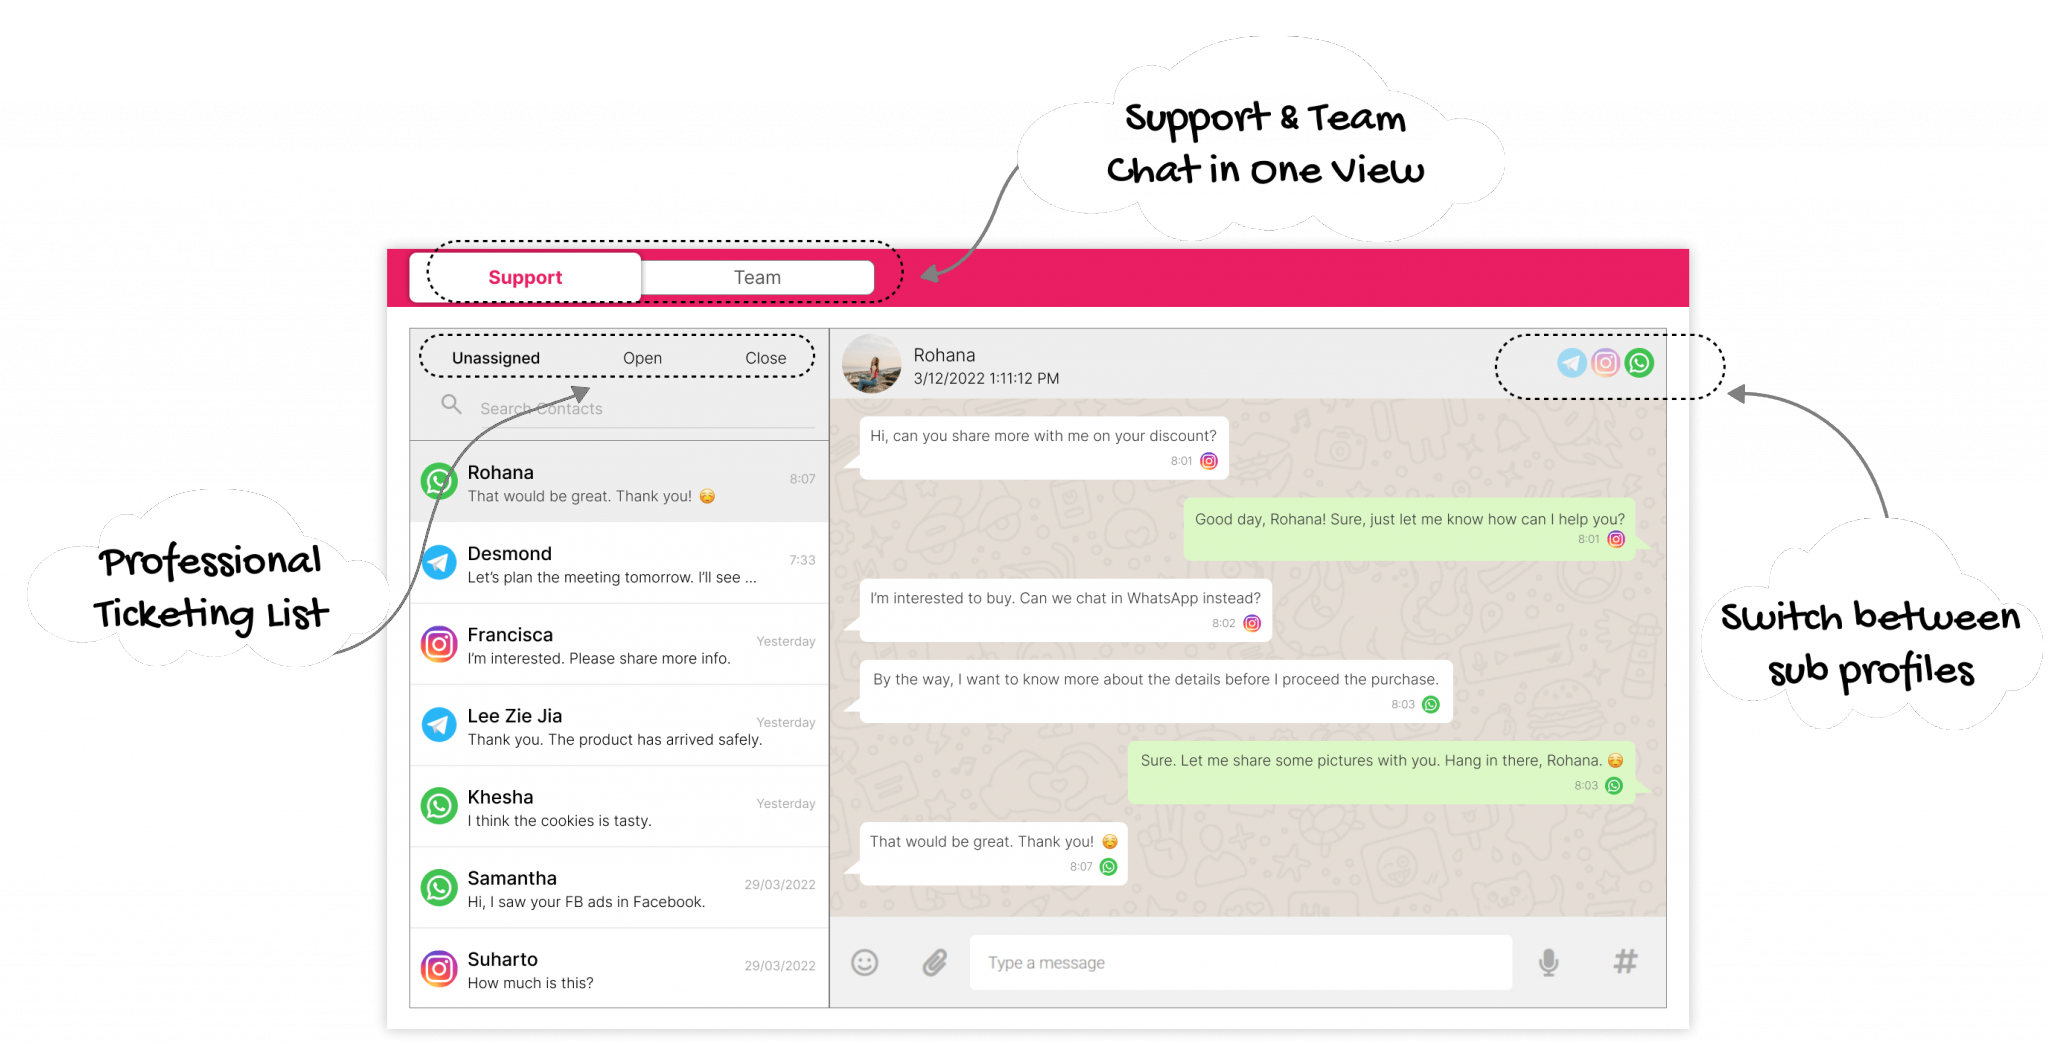 Support & Team
Chat in One View
Support
Team
Unassigned
Open
Close
Search Contacts
Rohana
8:07
That would be great. Thank you! ☺️
Desmond
7:33
Let's plan the meeting tomorrow. I'll see ...
Francisca
Yesterday
I'm interested. Please share more info.
Lee Zie Jia
Yesterday
Thank you. The product has arrived safely.
Khesha
Yesterday
I think the cookies is tasty.
Samantha
29/03/2022
Hi, I saw your FB ads in Facebook.
Suharto
29/03/2022
How much is this?
Rohana
3/12/2022 1:11:12 PM
Hi, can you share more with me on your discount?
8:01
Good day, Rohana! Sure, just let me know how can I help you?
8:01
I'm interested to buy. Can we chat in WhatsApp instead?
8:02
By the way, I want to know more about the details before I proceed the purchase.
8:03
Sure. Let me share some pictures with you. Hang in there, Rohana. ☺️
8:03
That would be great. Thank you! ☺️
8:07
Type a message
#
Professional
Ticketing List
Switch between
sub profiles